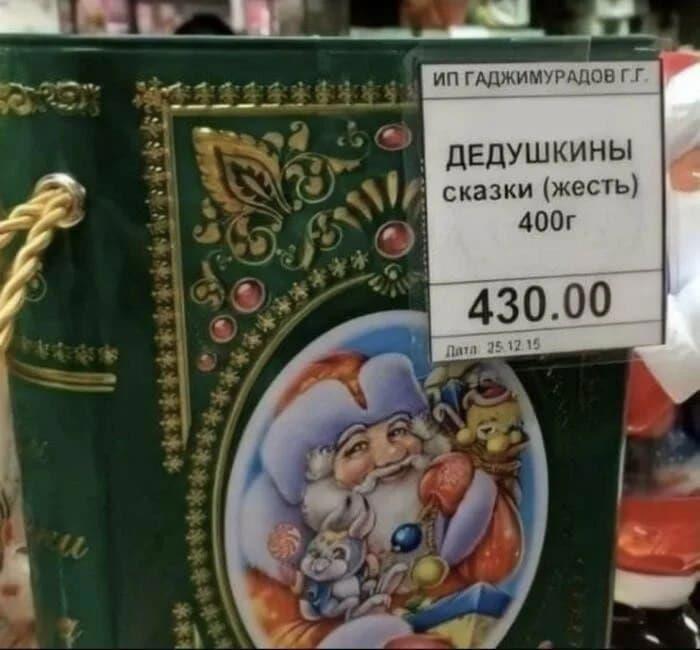 ИП ГАДЖИМУРАДОВ Г.Г.
ДЕДУШКИНЫ
сказки (жесть)
400г
430.00
Дата: 25.12.15